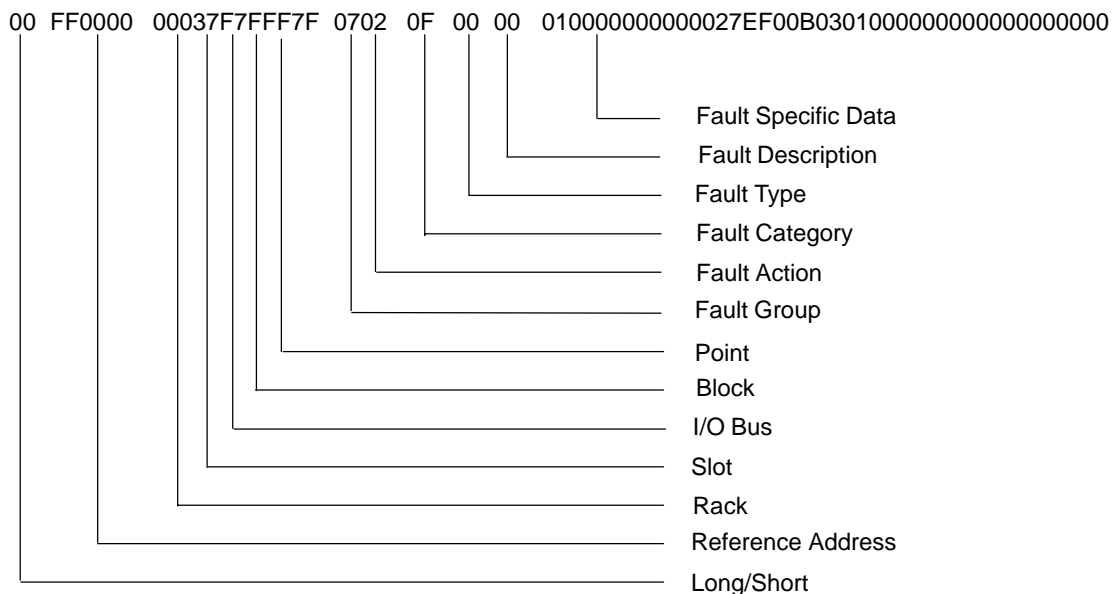 00 FF0000 00037F7FFF7F 0702 0F 00 00 01000000000027EF00B0301000000000000000000
Fault Specific Data
Fault Description
Fault Type
Fault Category
Fault Action
Fault Group
Point
Block
I/O Bus
Slot
Rack
Reference Address
Long/Short